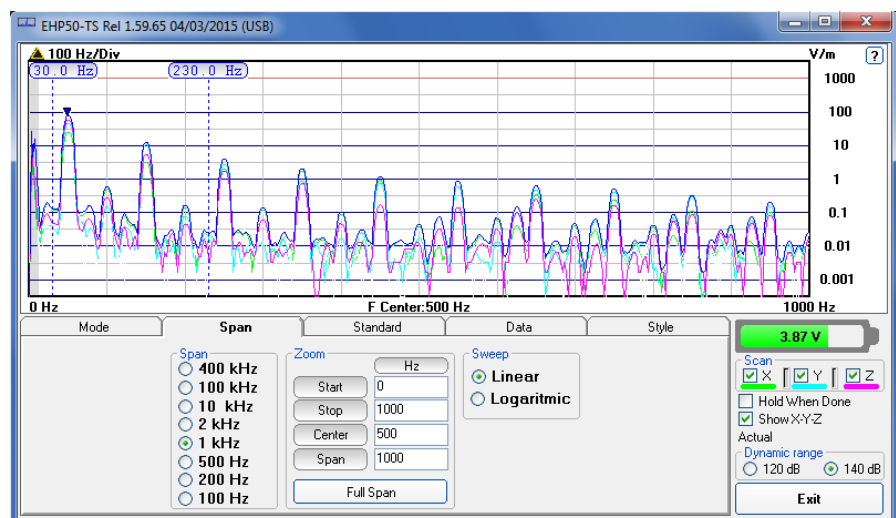 EHP50-TS Rel 1.59.65 04/03/2015 (USB)
100 Hz/Div
V/m
?
30.0 Hz
230.0 Hz
1000
100
10
1
0.1
0.01
0.001
0 Hz
F Center:500 Hz
1000 Hz
Mode
Span
Standard
Data
Style
Span
400 kHz
100 kHz
10 kHz
2 kHz
1 kHz
500 Hz
200 Hz
100 Hz
Zoom
Hz
Start 0
Stop 1000
Center 500
Span 1000
Full Span
Sweep
Linear
Logaritmic
3.87 V
Scan
X Y Z
Hold When Done
Show X-Y-Z
Actual
Dynamic range
120 dB 140 dB
Exit